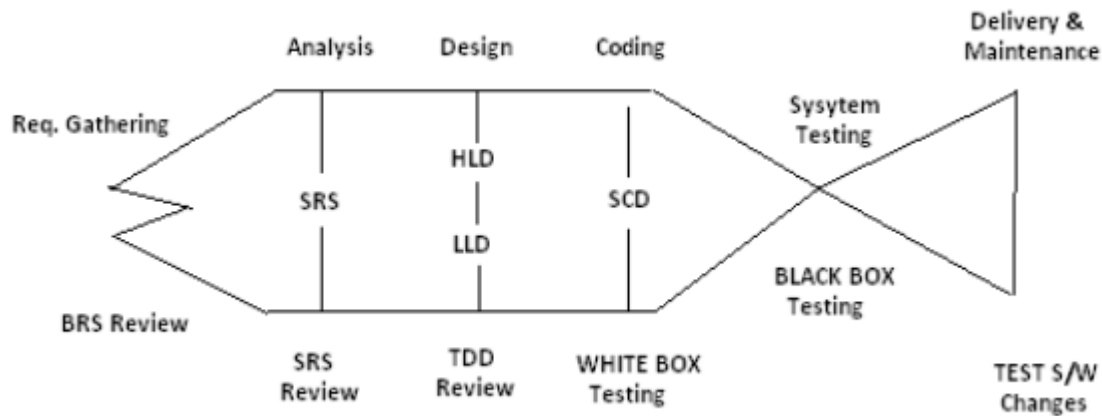 Delivery &
Maintenance
Analysis
Design
Coding
Req. Gathering
Sysytem
Testing
HLD
SRS
SCD
LLD
BLACK BOX
Testing
BRS Review
SRS
Review
TDD
Review
WHITE BOX
Testing
TEST S/W
Changes